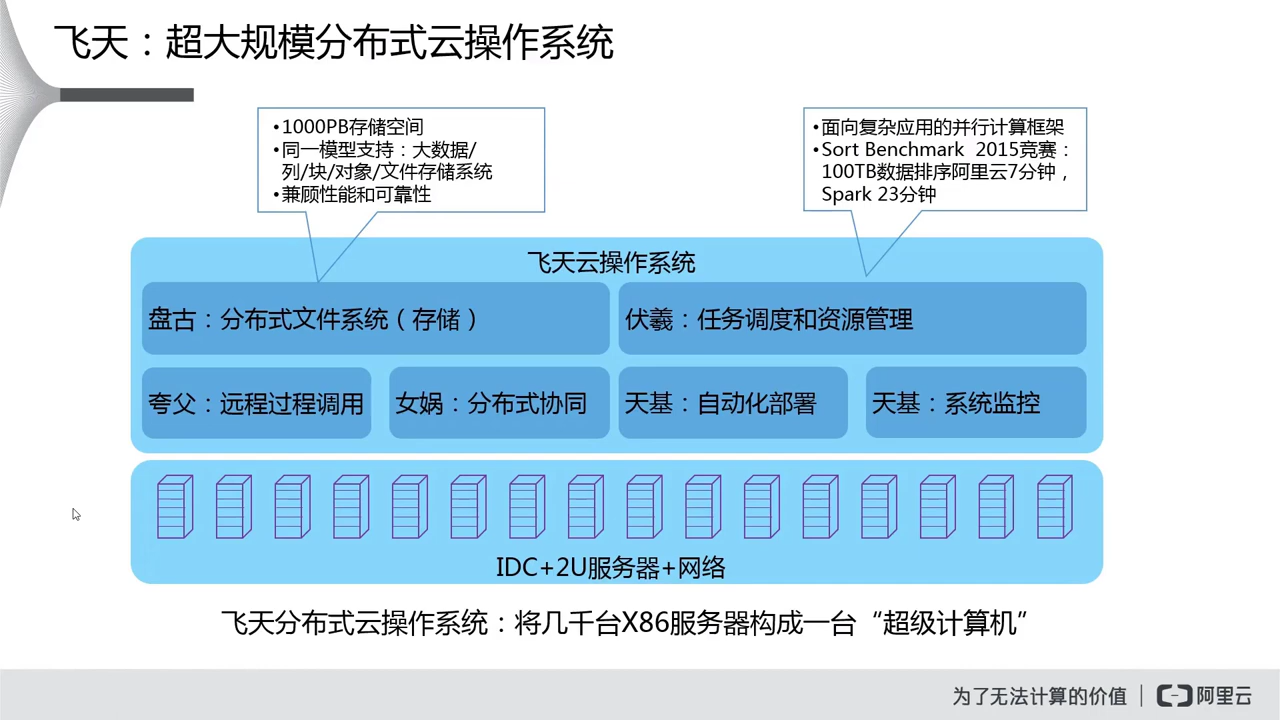 飞天：超大规模分布式云操作系统
•1000PB存储空间
•同一模型支持：大数据/
列/块/对象/文件存储系统
•兼顾性能和可靠性
•面向复杂应用的并行计算框架
•Sort Benchmark 2015竞赛：
100TB数据排序阿里云7分钟，
Spark 23分钟
飞天云操作系统
盘古：分布式文件系统（存储）
伏羲：任务调度和资源管理
夸父：远程过程调用
女娲：分布式协同
天基：自动化部署
天基：系统监控
IDC+2U服务器+网络
飞天分布式云操作系统：将几千台X86服务器构成一台“超级计算机”
为了无法计算的价值
阿里云